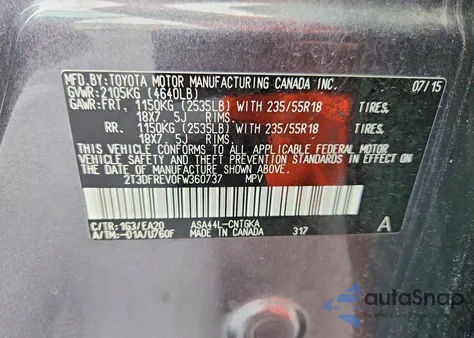 MFD.BY:TOYOTA MOTOR MANUFACTURING CANADA INC. 07/15
GVWR:2105KG (4640LB)
GAWR:FRT. 1150KG (2535LB) WITH 235/55R18 TIRES,
18X7 5J RIMS.
RR. 1150KG (2535LB) WITH 235/55R18 TIRES,
18X7 5J RIMS.
THIS VEHICLE CONFORMS TO ALL APPLICABLE FEDERAL MOTOR
VEHICLE SAFETY AND THEFT PREVENTION STANDARDS IN EFFECT
ON THE DATE OF MANUFACTURE SHOWN ABOVE.
2T3DFREV0FW360737 MPV
C/TR:1G3/EA20 ASA44L-CNTGKA A
A/TM:-01A/U760F MADE IN CANADA 317
autoSnap